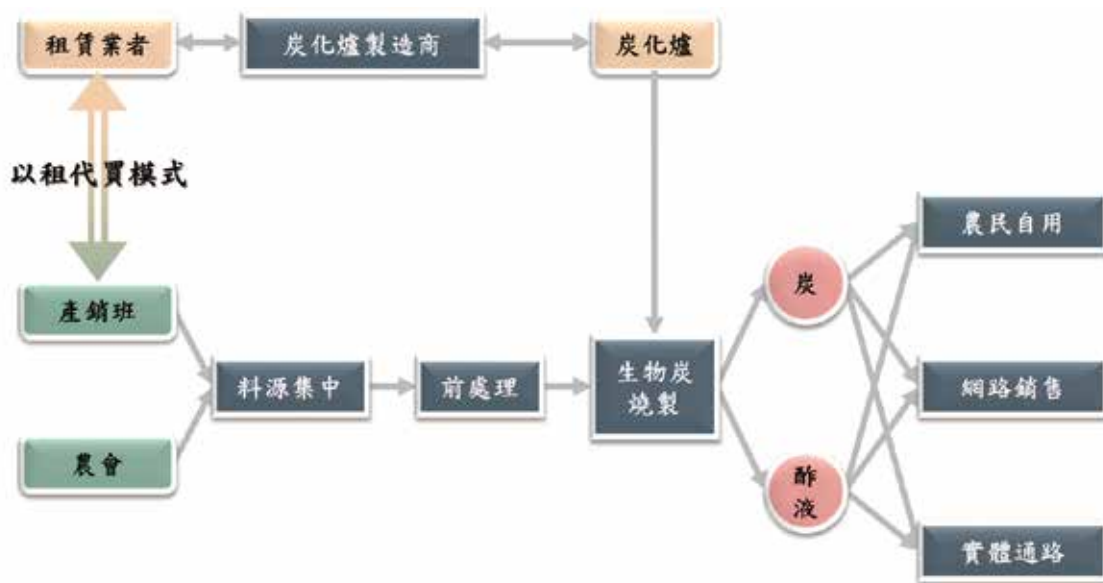 租賃業者
炭化爐製造商
炭化爐
以租代買模式
農民自用
炭
產銷班
生物炭
燒製
料源集中
前處理
網路銷售
農會
酢
液
實體通路